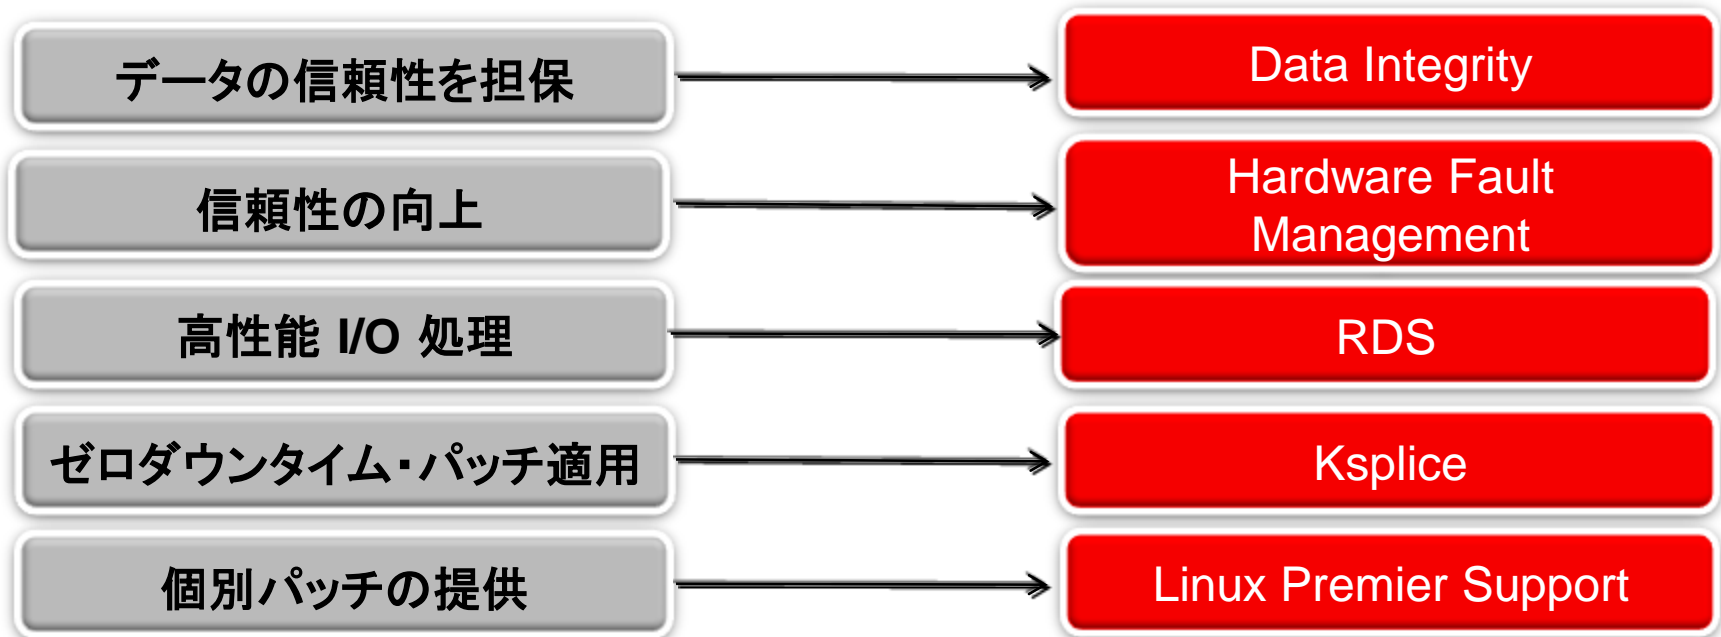 データの信頼性を担保
Data Integrity
信頼性の向上
Hardware Fault
Management
高性能 I/O 処理
RDS
ゼロダウンタイム・パッチ適用
Ksplice
個別パッチの提供
Linux Premier Support